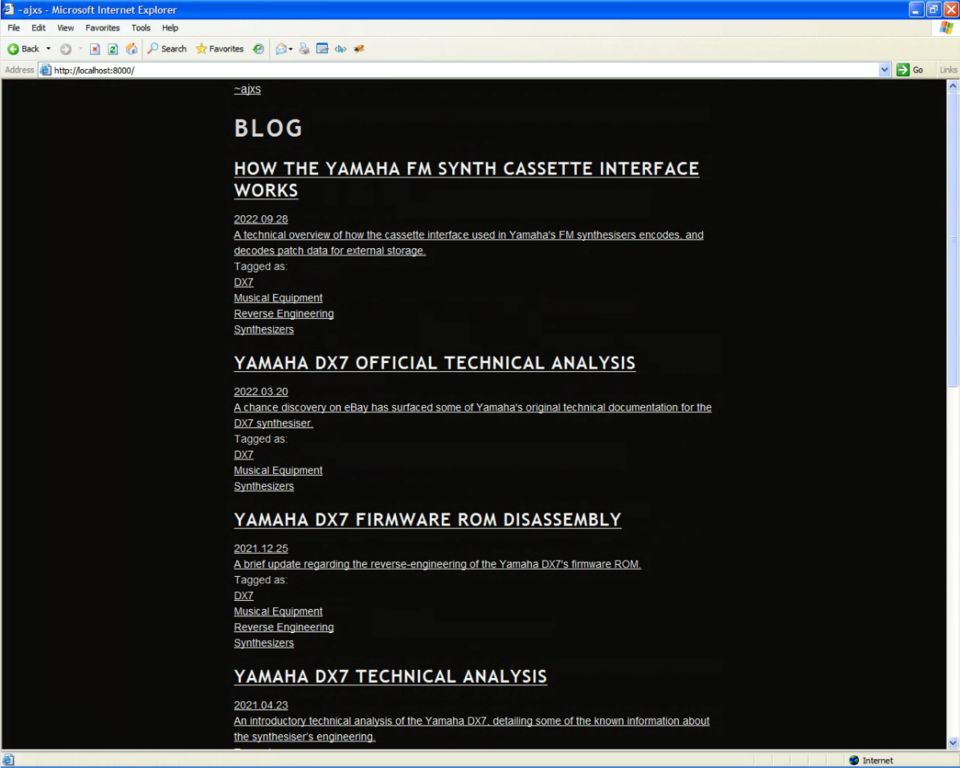 ~ajxs - Microsoft Internet Explorer
File Edit View Favorites Tools Help
Back Search Favorites
Address http://localhost:8000/ Go Links
~ajxs
BLOG
HOW THE YAMAHA FM SYNTH CASSETTE INTERFACE
WORKS
2022.09.28
A technical overview of how the cassette interface used in Yamaha's FM synthesisers encodes, and
decodes patch data for external storage.
Tagged as:
DX7
Musical Equipment
Reverse Engineering
Synthesizers
YAMAHA DX7 OFFICIAL TECHNICAL ANALYSIS
2022.03.20
A chance discovery on eBay has surfaced some of Yamaha's original technical documentation for the
DX7 synthesiser.
Tagged as:
DX7
Musical Equipment
Synthesizers
YAMAHA DX7 FIRMWARE ROM DISASSEMBLY
2021.12.25
A brief update regarding the reverse-engineering of the Yamaha DX7's firmware ROM.
Tagged as:
DX7
Musical Equipment
Reverse Engineering
Synthesizers
YAMAHA DX7 TECHNICAL ANALYSIS
2021.04.23
An introductory technical analysis of the Yamaha DX7, detailing some of the known information about
the synthesiser's engineering.
Internet